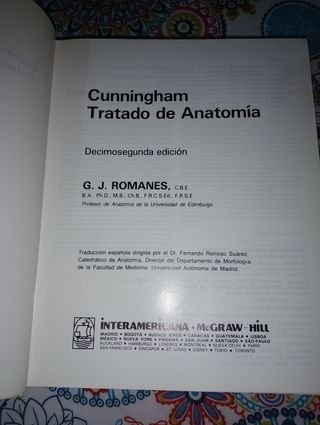 Cunningham
Tratado de Anatomía
Decimosegunda edición
G. J. ROMANES, C.B.E.
B.A., Ph.D., M.B., Ch.B., F.R.C.S.Ed., F.R.S.E.
Profesor de Anatomía de la Universidad de Edimburgo
Traducción española dirigida por el Dr. Fernando Reinoso Suárez.
Catedrático de Anatomía. Director del Departamento de Morfología
de la Facultad de Medicina. Universidad Autónoma de Madrid.
INTERAMERICANA • McGRAW-HILL
MADRID • BOGOTÁ • BUENOS AIRES • CARACAS • GUATEMALA • LISBOA
MÉXICO • NUEVA YORK • PANAMÁ • SAN JUAN • SANTIAGO • SÃO PAULO
AUCKLAND • HAMBURGO • LONDRES • MONTREAL • NUEVA DELHI • PARÍS
SAN FRANCISCO • SINGAPUR • ST. LOUIS • SIDNEY • TOKIO • TORONTO